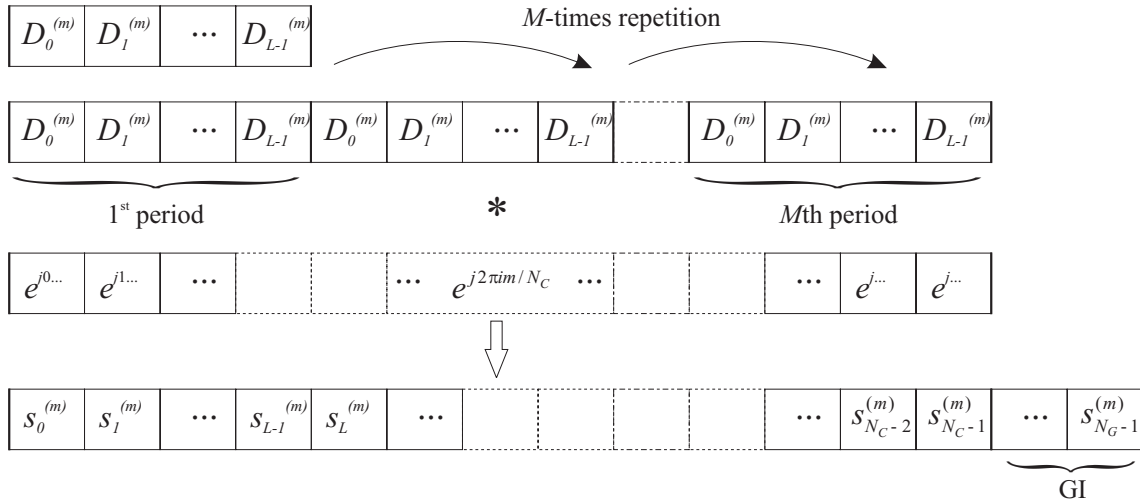 D_0^{(m)} D_1^{(m)} ... D_{L-1}^{(m)} M-times repetition
D_0^{(m)} D_1^{(m)} ... D_{L-1}^{(m)} D_0^{(m)} D_1^{(m)} ... D_{L-1}^{(m)} D_0^{(m)} D_1^{(m)} ... D_{L-1}^{(m)}
1^{st} period * Mth period
e^{j0...} e^{j1...} ... ... e^{j2πim/N_C} ... ... e^{j...} e^{j...}
s_0^{(m)} s_1^{(m)} ... s_{L-1}^{(m)} s_L^{(m)} ... ... s_{N_C-2}^{(m)} s_{N_C-1}^{(m)} ... s_{N_G-1}^{(m)}
GI